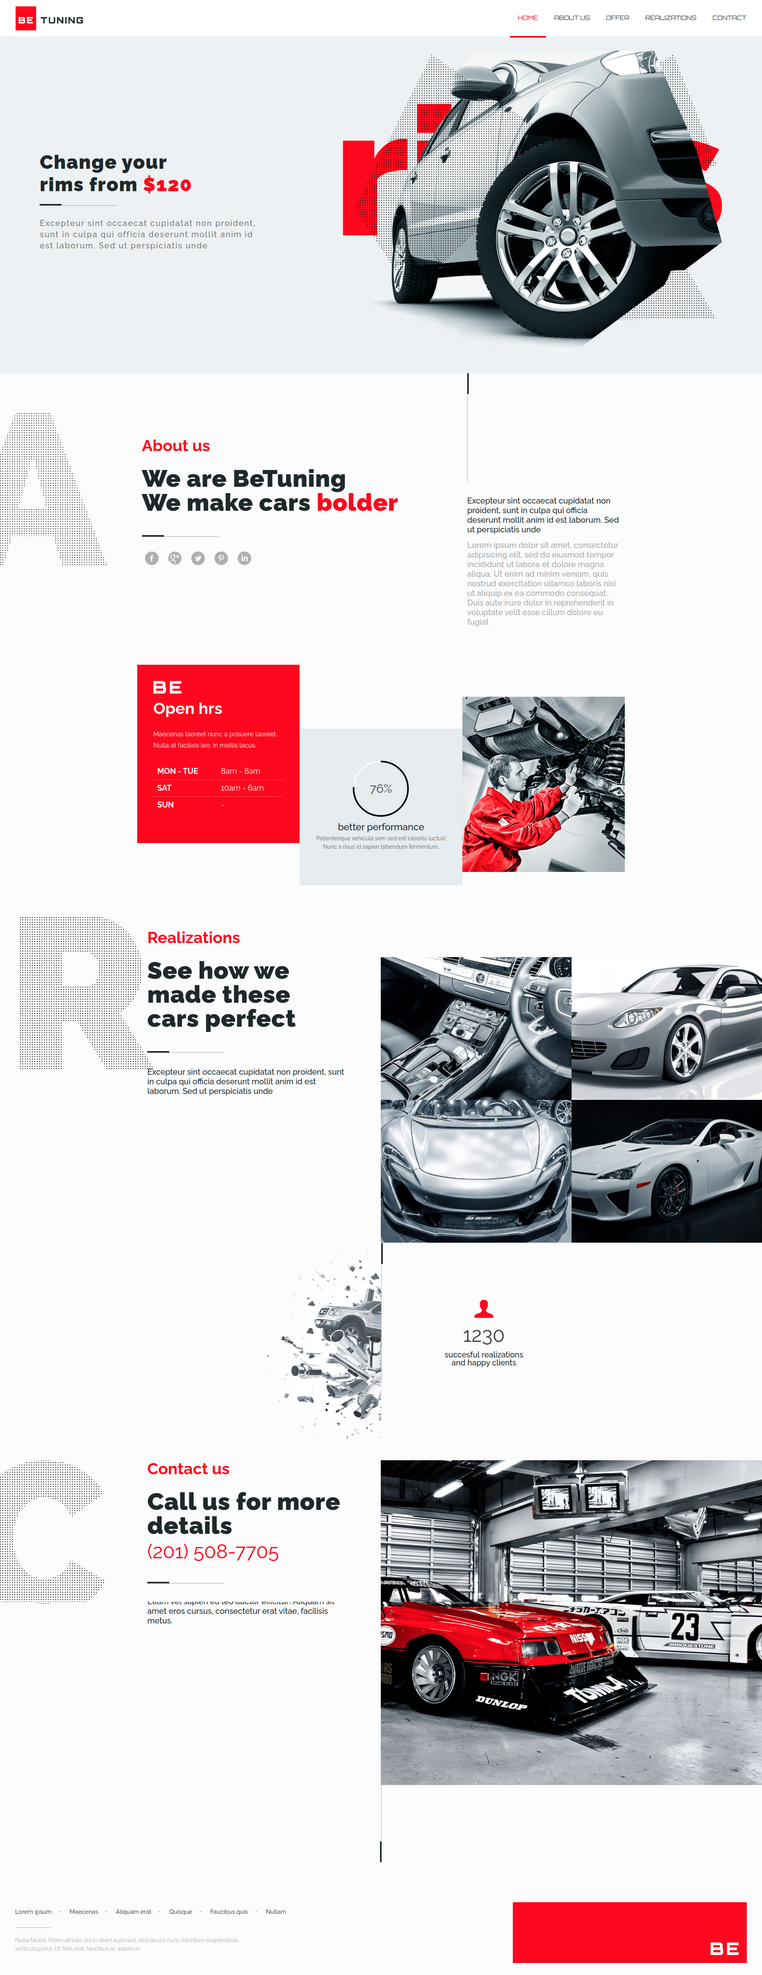 BE TUNING
HOME ABOUT US OFFER REALIZATIONS CONTACT
Change your
rims from $120
Excepteur sint occaecat cupidatat non proident,
sunt in culpa qui officia deserunt mollit anim id
est laborum. Sed ut perspiciatis unde
A
About us
We are BeTuning
We make cars bolder
Excepteur sint occaecat cupidatat non
proident, sunt in culpa qui officia
deserunt mollit anim id est laborum. Sed
ut perspiciatis unde
Lorem ipsum dolor sit amet, consectetur
adipisicing elit, sed do eiusmod tempor
incididunt ut labore et dolore magna
aliqua. Ut enim ad minim veniam, quis
nostrud exercitation ullamco laboris nisi
ut aliquip ex ea commodo consequat.
Duis aute irure dolor in reprehenderit in
voluptate velit esse cillum dolore eu
fugiat
BE
Open hrs
Maecenas laoreet nunc a posuere laoreet.
Nulla at facilisis leo. In mattis lacus.
MON - TUE 8am - 8am
SAT 10am - 6am
SUN -
76%
better performance
Pellentesque vehicula sem sed est lobortis luctus!
Nunc a risus id sapien bibendum fermentum.
R
Realizations
See how we
made these
cars perfect
Excepteur sint occaecat cupidatat non proident, sunt
in culpa qui officia deserunt mollit anim id est
laborum. Sed ut perspiciatis unde
1230
succesful realizations
and happy clients
C
Contact us
Call us for more
details
(201) 508-7705
amet eros cursus, consectetur erat vitae, facilisis
metus.
23
BRIDGESTONE
NISSAN
NGK
TOMICA
DUNLOP
Lorem ipsum - Maecenas - Aliquam erat - Quisque - Faucibus quis - Nullam
Nulla facilisi. Proin ultrices dui in diam euismod, sed iaculis nunc interdum suspendisse
vehicula porta. Ut felis erat, faucibus ac ipsum in
BE